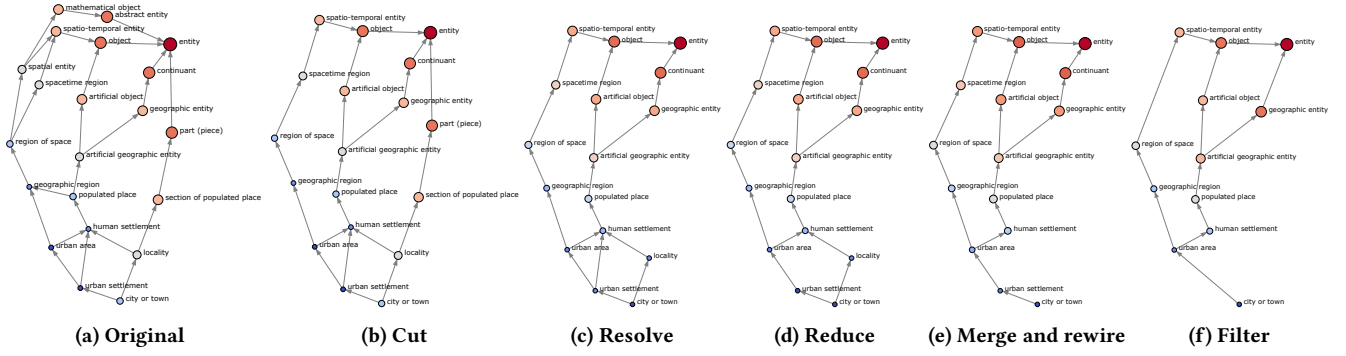 mathematical object
abstract entity
spatio-temporal entity
object
entity
spatial entity
continuant
spacetime region
artificial object
geographic entity
part (piece)
region of space
artificial geographic entity
geographic region
populated place
section of populated place
human settlement
urban area
locality
urban settlement
city or town
(a) Original
spatio-temporal entity
object
entity
continuant
spacetime region
artificial object
geographic entity
part (piece)
region of space
artificial geographic entity
geographic region
populated place
section of populated place
human settlement
urban area
locality
urban settlement
city or town
(b) Cut
spatio-temporal entity
object
entity
continuant
spacetime region
artificial object
geographic entity
region of space
artificial geographic entity
geographic region
populated place
human settlement
urban area
locality
urban settlement
city or town
(c) Resolve
spatio-temporal entity
object
entity
continuant
spacetime region
artificial object
geographic entity
region of space
artificial geographic entity
geographic region
populated place
human settlement
urban area
locality
urban settlement
city or town
(d) Reduce
spatio-temporal entity
object
entity
continuant
spacetime region
artificial object
geographic entity
region of space
artificial geographic entity
geographic region
populated place
human settlement
urban area
urban settlement
city or town
(e) Merge and rewire
spatio-temporal entity
object
entity
artificial object
geographic entity
region of space
artificial geographic entity
geographic region
populated place
human settlement
urban area
city or town
(f) Filter